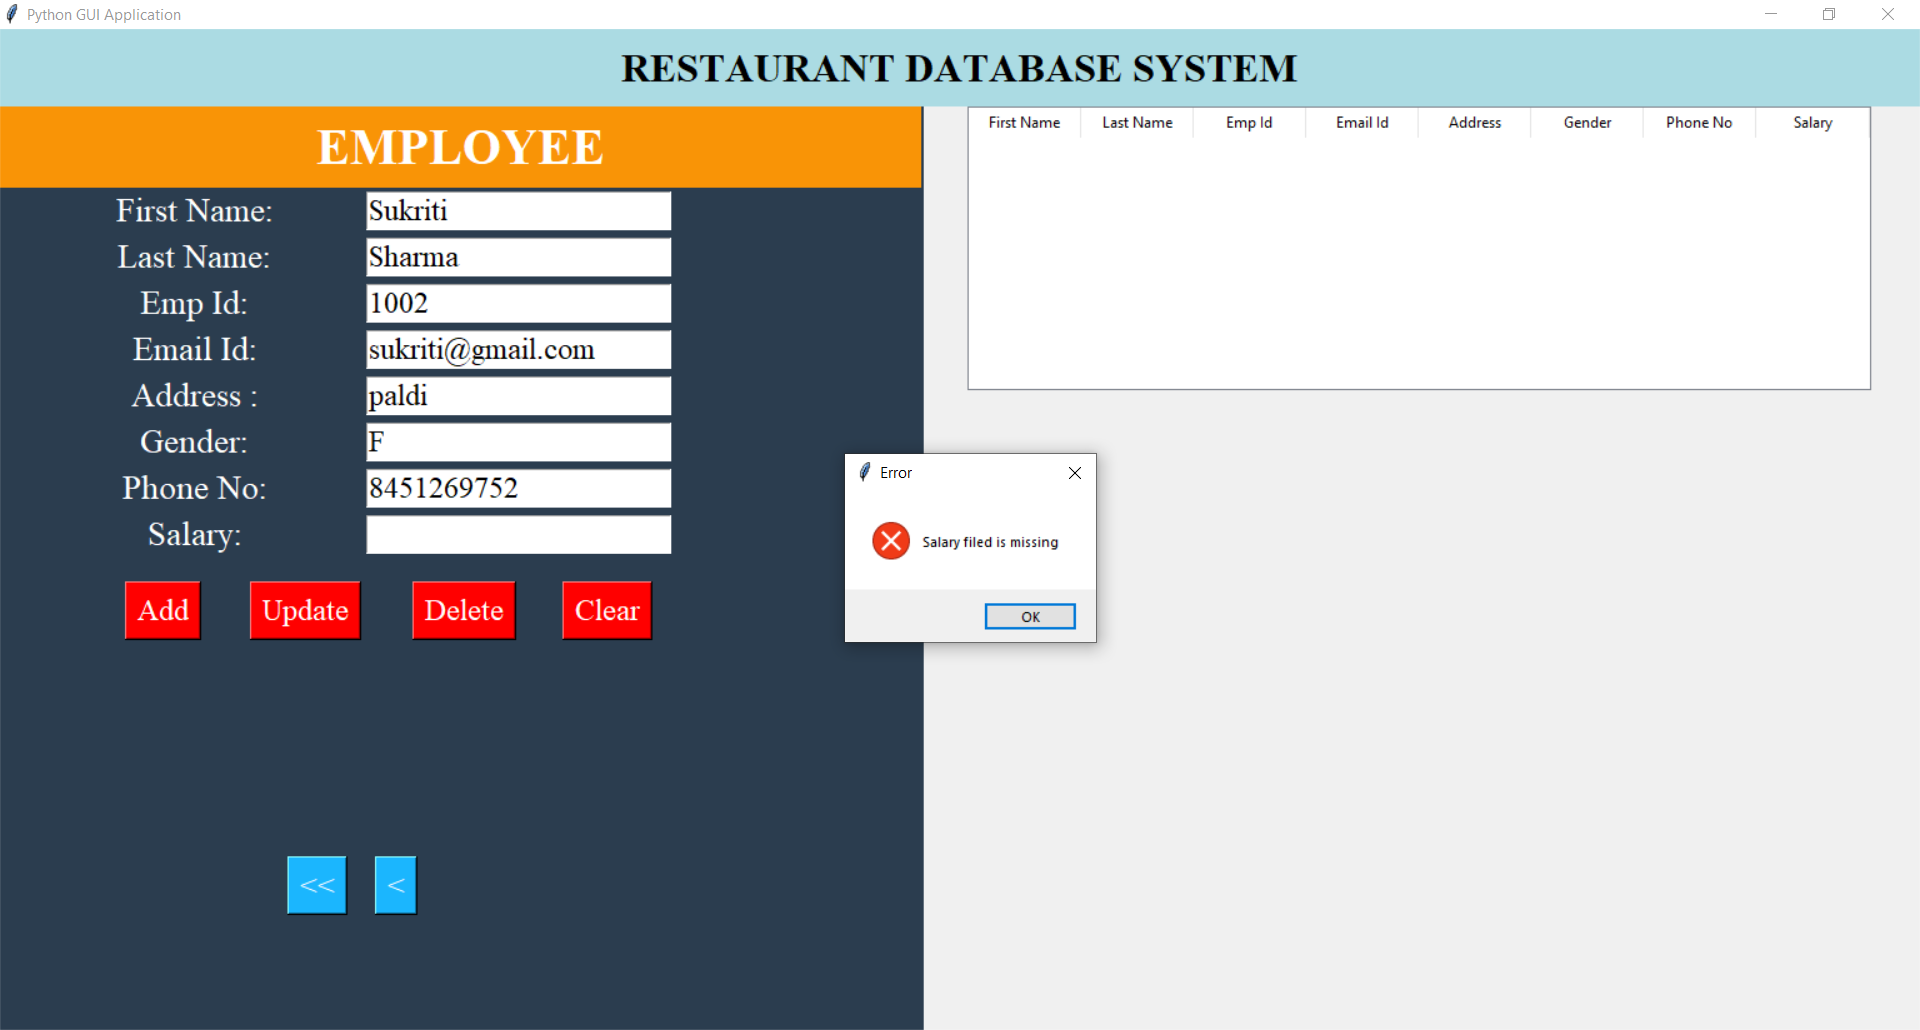 Python GUI Application
RESTAURANT DATABASE SYSTEM
EMPLOYEE
First Name: Sukriti
Last Name: Sharma
Emp Id: 1002
Email Id: sukriti@gmail.com
Address : paldi
Gender: F
Phone No: 8451269752
Salary:
Add Update Delete Clear
<< <
First Name Last Name Emp Id Email Id Address Gender Phone No Salary
Error
Salary filed is missing
OK